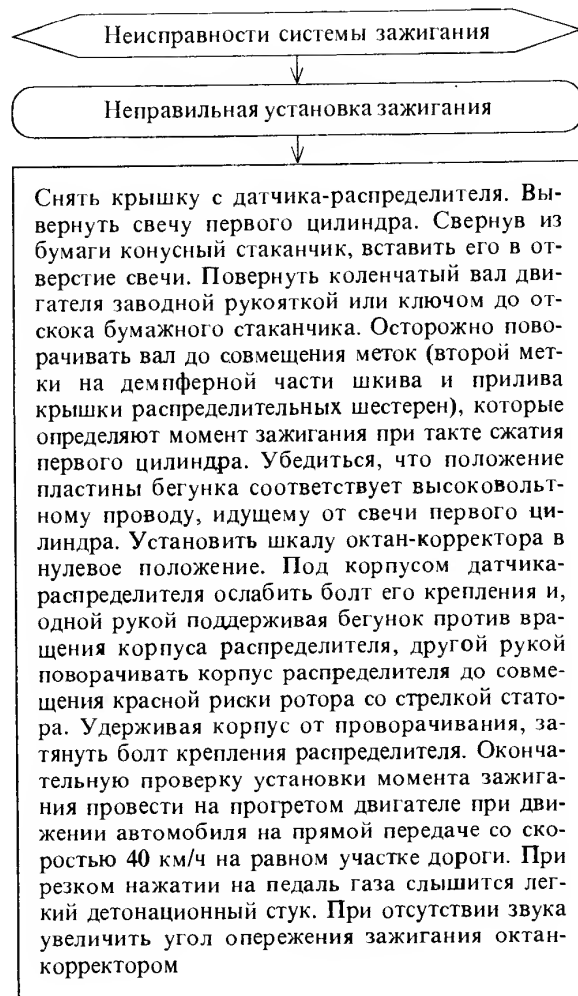 Неисправности системы зажигания
Неправильная установка зажигания
Снять крышку с датчика-распределителя. Вы-
вернуть свечу первого цилиндра. Свернув из
бумаги конусный стаканчик, вставить его в от-
верстие свечи. Повернуть коленчатый вал дви-
гателя заводной рукояткой или ключом до от-
скока бумажного стаканчика. Осторожно пово-
рачивать вал до совмещения меток (второй мет-
ки на демпферной части шкива и прилива
крышки распределительных шестерен), которые
определяют момент зажигания при такте сжатия
первого цилиндра. Убедиться, что положение
пластины бегунка соответствует высоковольт-
ному проводу, идущему от свечи первого ци-
линдра. Установить шкалу октан-корректора в
нулевое положение. Под корпусом датчика-
распределителя ослабить болт его крепления и,
одной рукой поддерживая бегунок против вра-
щения корпуса распределителя, другой рукой
поворачивать корпус распределителя до совме-
щения красной риски ротора со стрелкой стато-
ра. Удерживая корпус от проворачивания, за-
тянуть болт крепления распределителя. Оконча-
тельную проверку установки момента зажига-
ния провести на прогретом двигателе при дви-
жении автомобиля на прямой передаче со ско-
ростью 40 км/ч на равном участке дороги. При
резком нажатии на педаль газа слышится лег-
кий детонационный стук. При отсутствии звука
увеличить угол опережения зажигания октан-
корректором